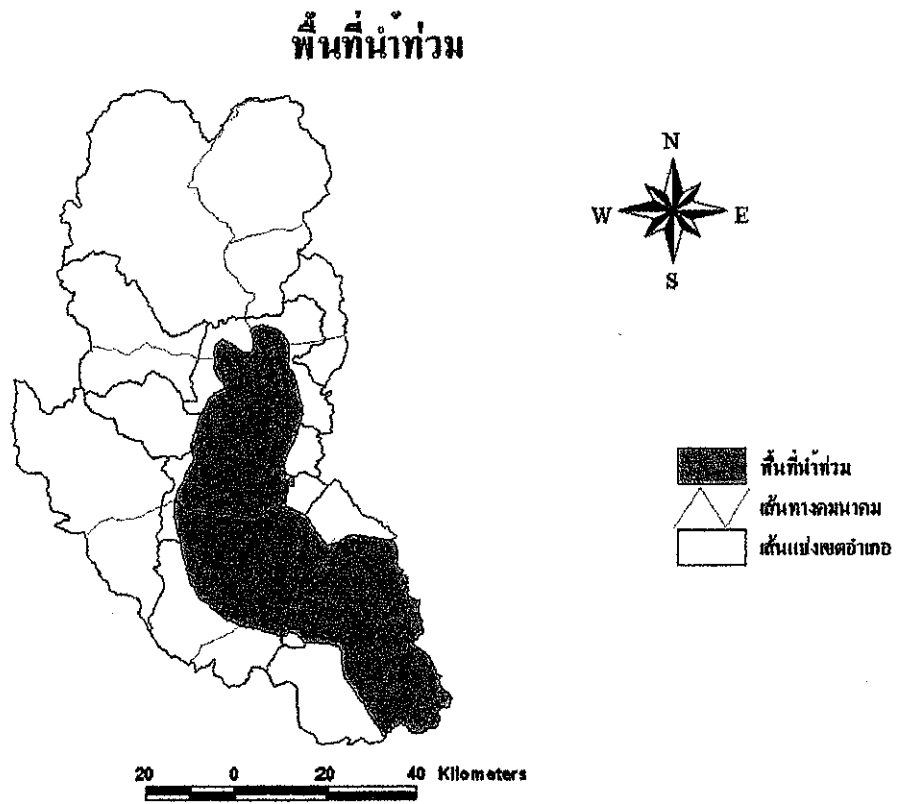 พื้นที่น้ำท่วม
N
W E
S
พื้นที่น้ำท่วม
เส้นทางคมนาคม
เส้นแบ่งเขตอำเภอ
20 0 20 40 Kilometers